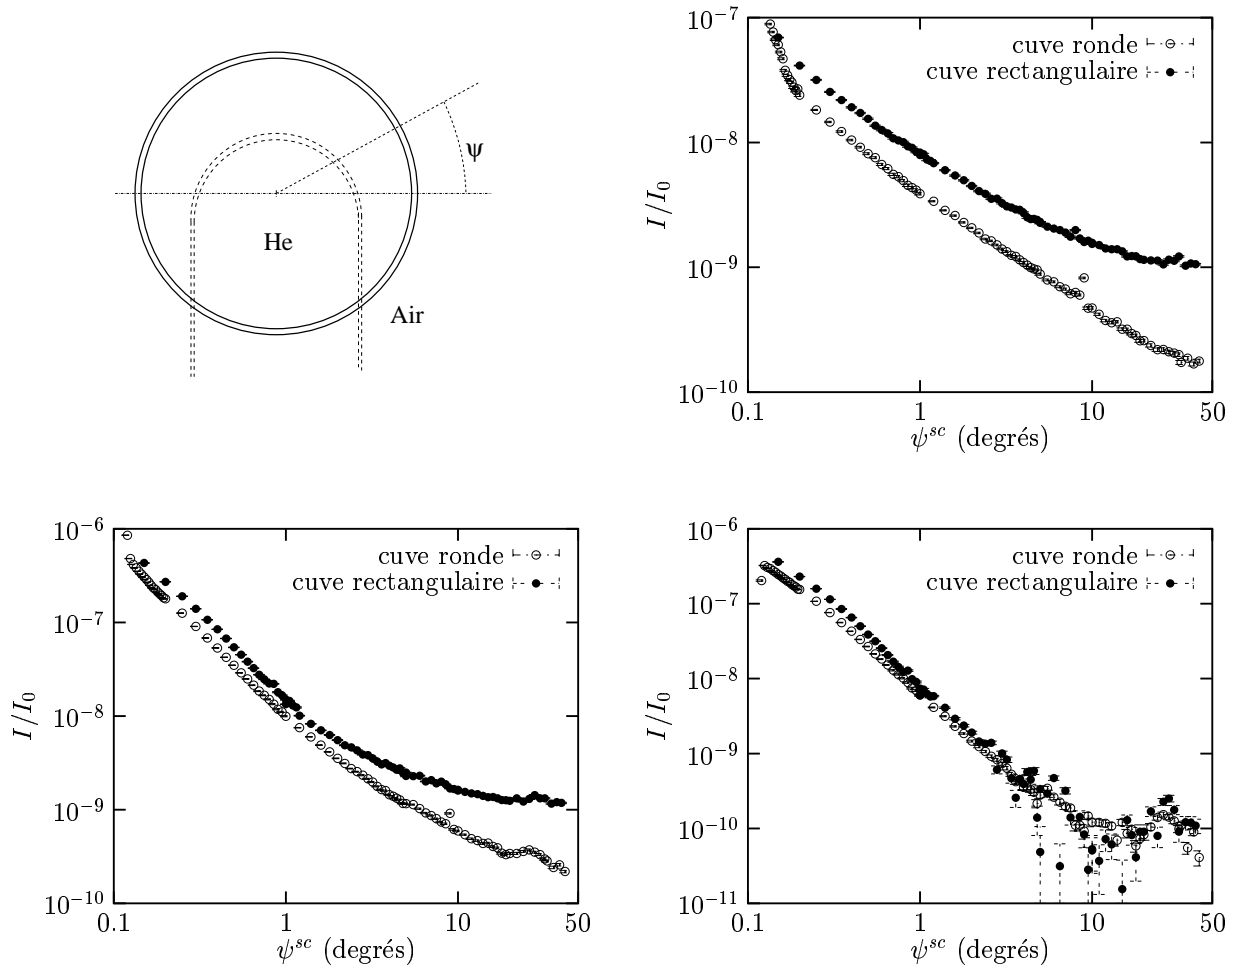 ψ
He
Air
10^-7
10^-8
10^-9
10^-10
I/I_0
cuve ronde
cuve rectangulaire
0.1 1 10 50
ψ^sc (degrés)
10^-6
10^-7
10^-8
10^-9
10^-10
I/I_0
cuve ronde
cuve rectangulaire
0.1 1 10 50
ψ^sc (degrés)
10^-6
10^-7
10^-8
10^-9
10^-10
10^-11
I/I_0
cuve ronde
cuve rectangulaire
0.1 1 10 50
ψ^sc (degrés)